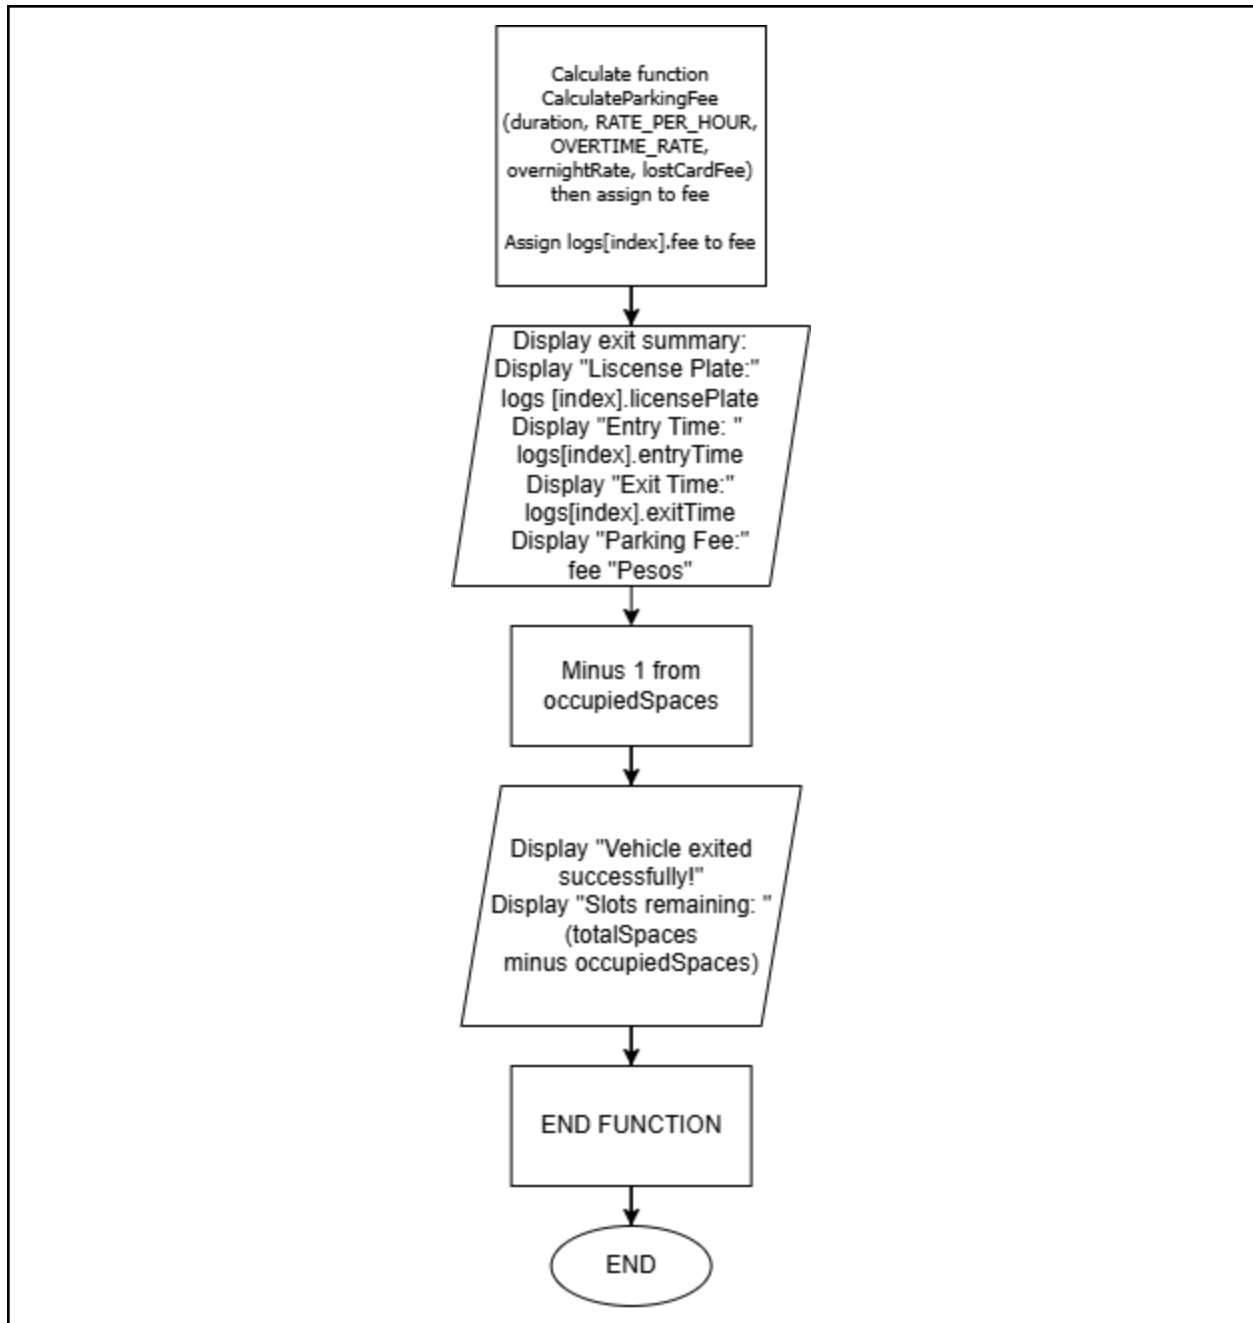 Calculate function
CalculateParkingFee
(duration, RATE_PER_HOUR,
OVERTIME_RATE,
overnightRate, lostCardFee)
then assign to fee
Assign logs[index].fee to fee
Display exit summary:
Display "Liscense Plate:"
logs [index].licensePlate
Display "Entry Time: "
logs[index].entryTime
Display "Exit Time:"
logs[index].exitTime
Display "Parking Fee:"
fee "Pesos"
Minus 1 from
occupiedSpaces
Display "Vehicle exited
successfully!"
Display "Slots remaining: "
(totalSpaces
minus occupiedSpaces)
END FUNCTION
END